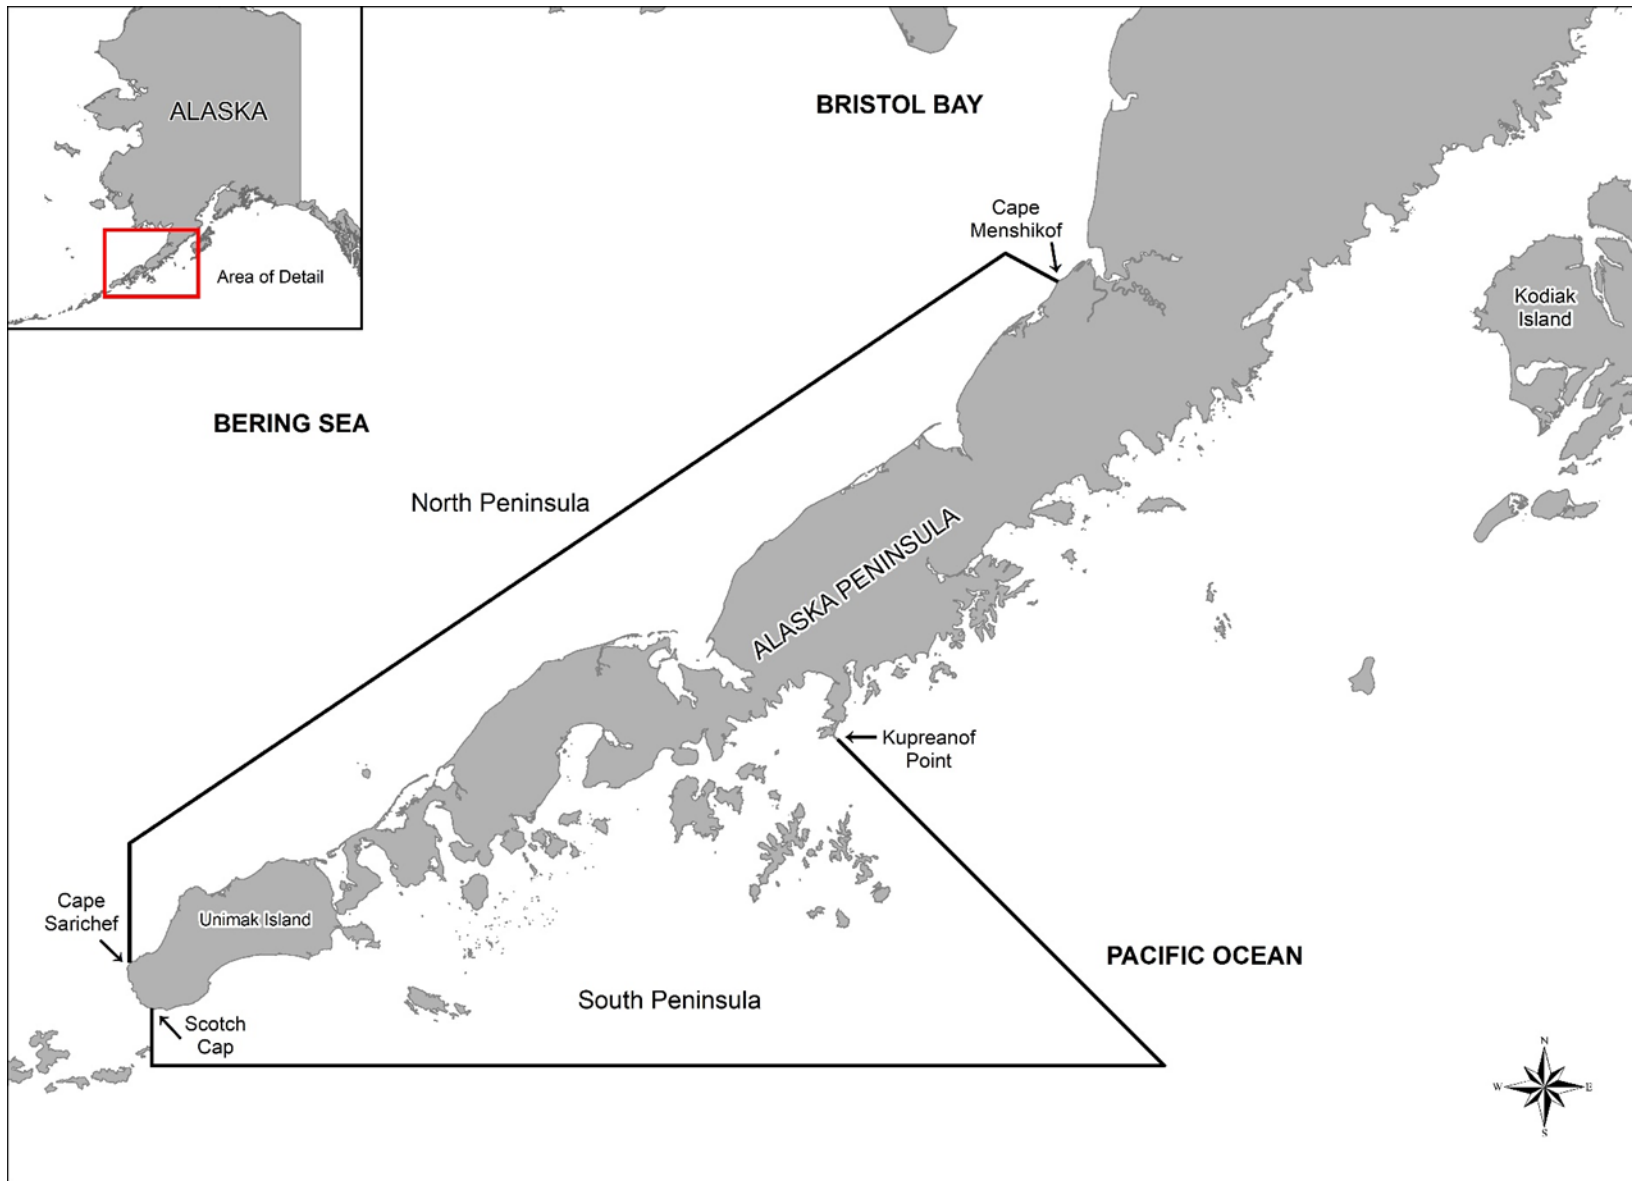 ALASKA
Area of Detail
BRISTOL BAY
Cape
Menshikof
Kodiak
Island
BERING SEA
North Peninsula
ALASKA PENINSULA
Kupreanof
Point
Cape
Sarichef
Unimak Island
PACIFIC OCEAN
South Peninsula
Scotch
Cap
N
W
E
S